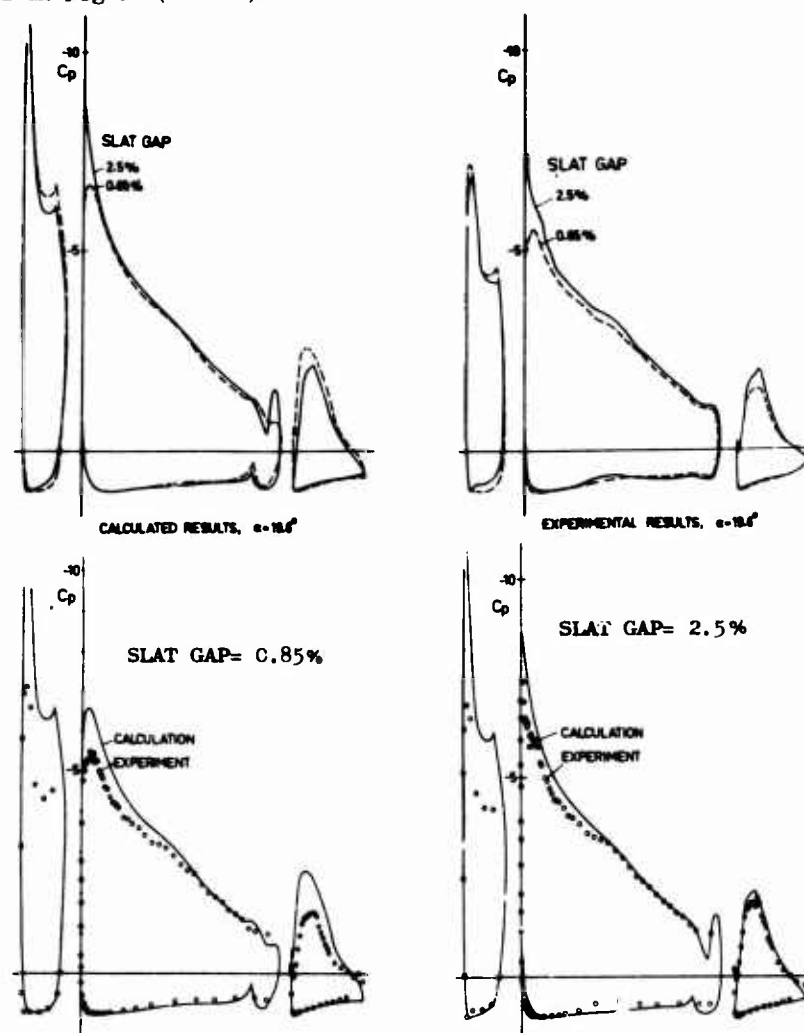 -10
Cp
SLAT GAP
2.5%
0.85%
-5
CALCULATED RESULTS, α=19.6°
-10
Cp
SLAT GAP
2.5%
0.85%
-5
EXPERIMENTAL RESULTS, α=19.6°
-10
Cp
SLAT GAP= 0.85%
CALCULATION
EXPERIMENT
-5
-10
Cp
SLAT GAP= 2.5%
CALCULATION
EXPERIMENT
-5